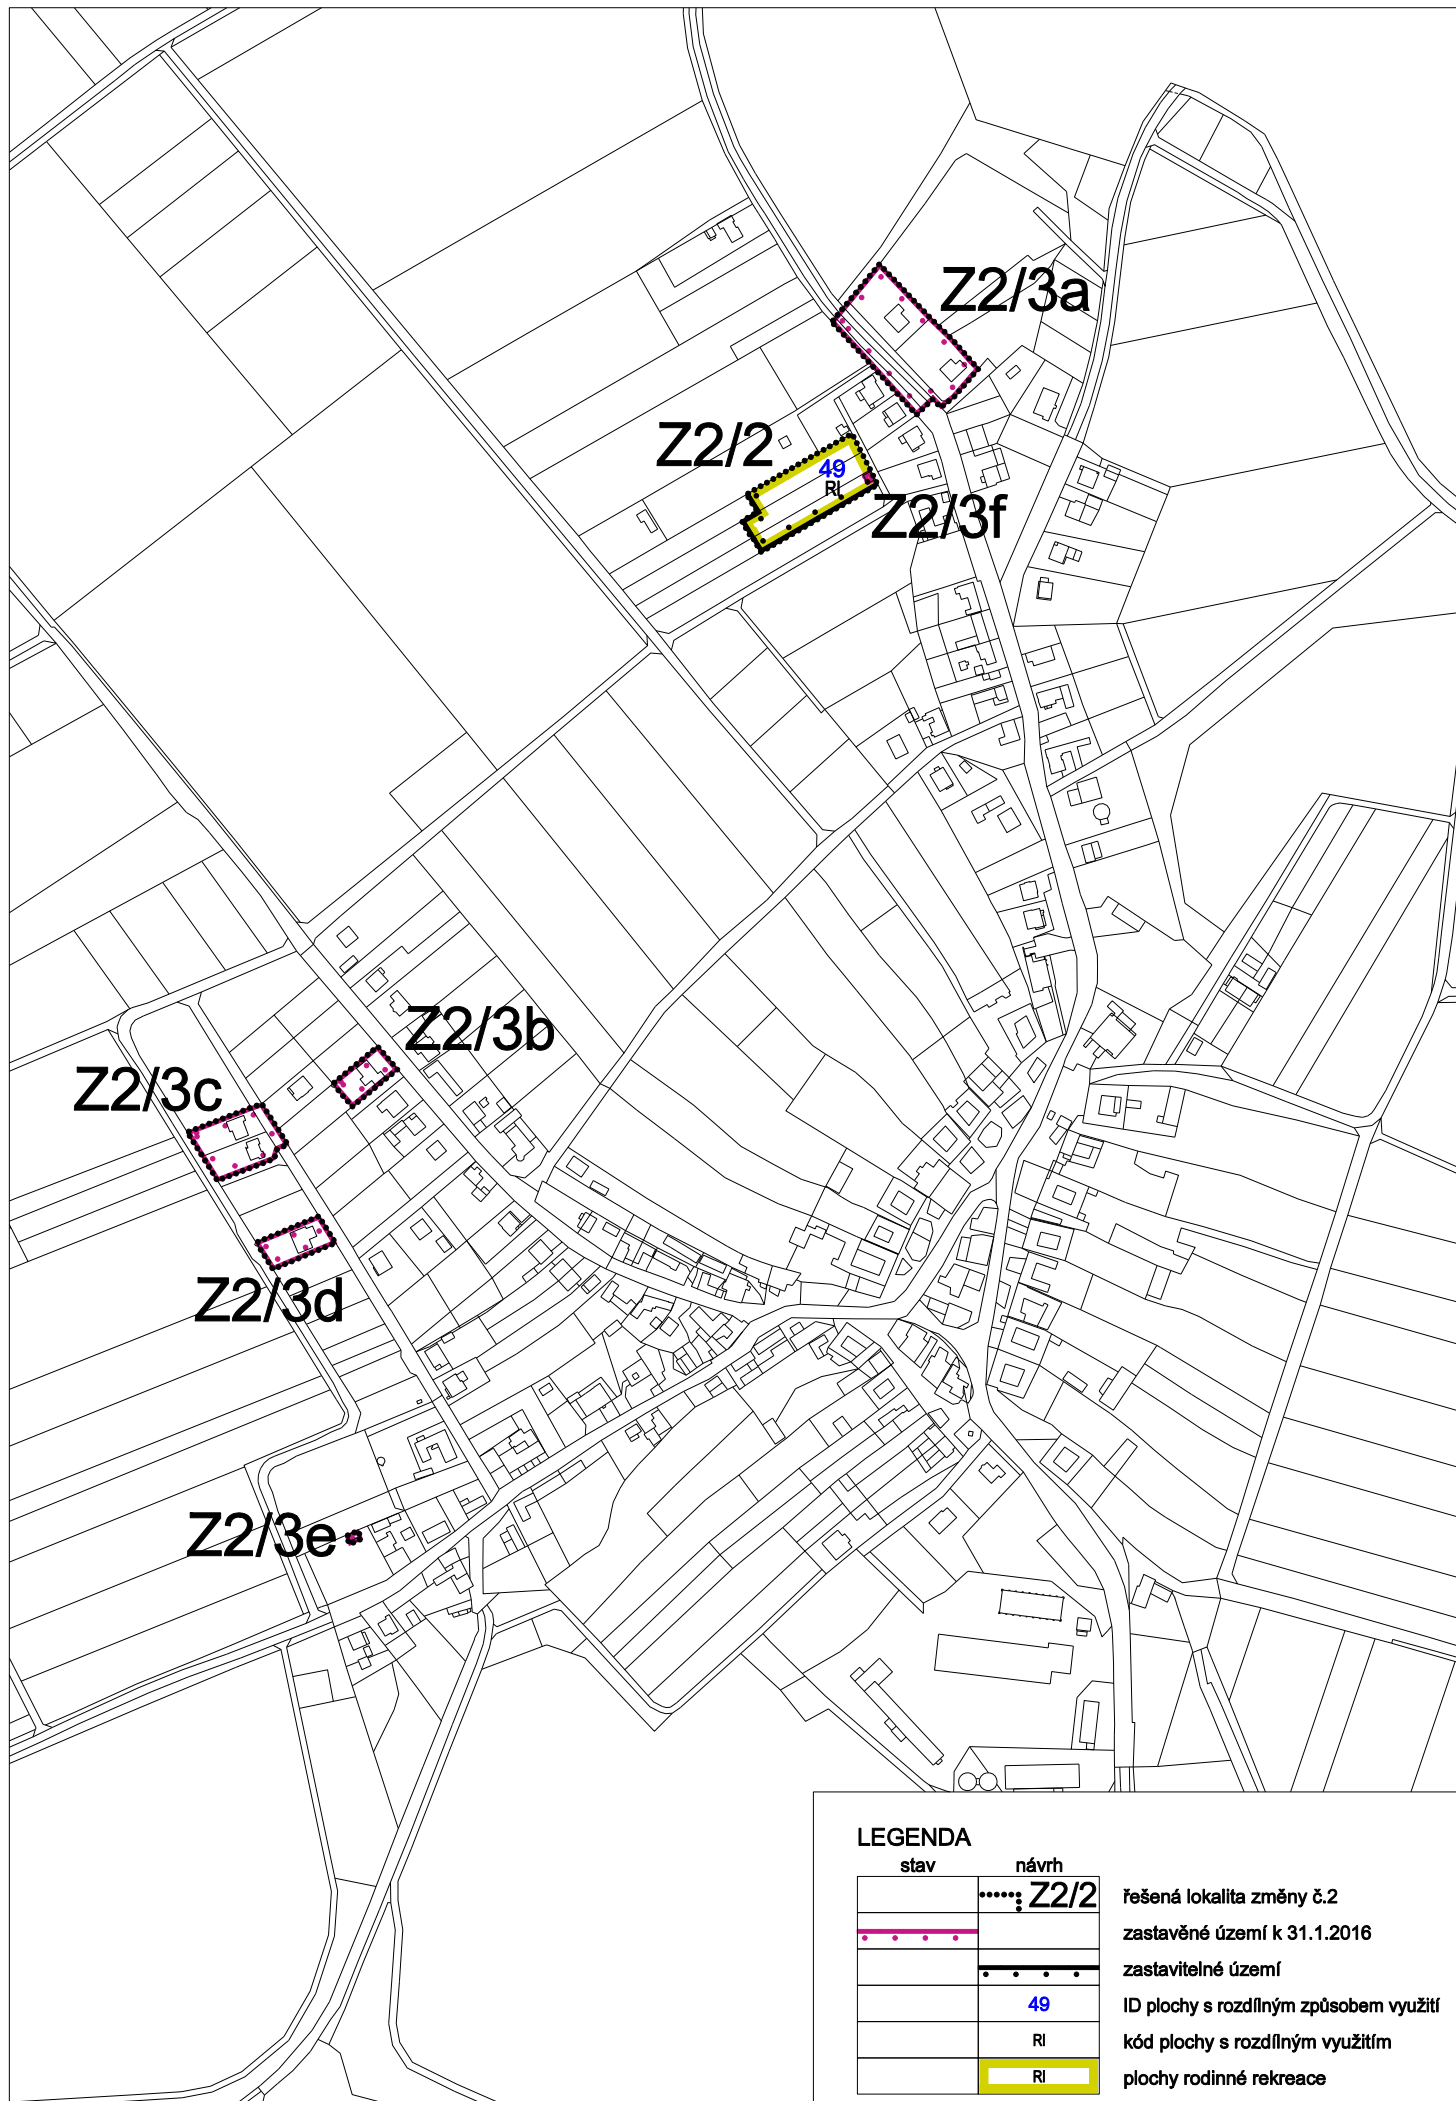 Z2/3a
Z2/2
49
RI
Z2/3f
Z2/3b
Z2/3c
Z2/3d
Z2/3e
LEGENDA
stav návrh
Z2/2 řešená lokalita změny č.2
zastavěné území k 31.1.2016
zastavitelné území
49 ID plochy s rozdílným způsobem využití
RI kód plochy s rozdílným využitím
RI plochy rodinné rekreace